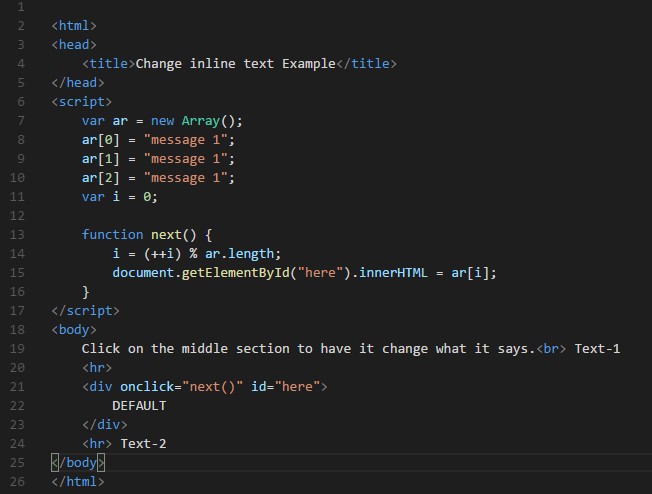 1
2 <html>
3 <head>
4     <title>Change inline text Example</title>
5 </head>
6 <script>
7     var ar = new Array();
8     ar[0] = "message 1";
9     ar[1] = "message 1";
10     ar[2] = "message 1";
11     var i = 0;
12
13     function next() {
14         i = (++i) % ar.length;
15         document.getElementById("here").innerHTML = ar[i];
16     }
17 </script>
18 <body>
19     Click on the middle section to have it change what it says.<br> Text-1
20     <hr>
21     <div onclick="next()" id="here">
22         DEFAULT
23     </div>
24     <hr> Text-2
25 </body>
26 </html>